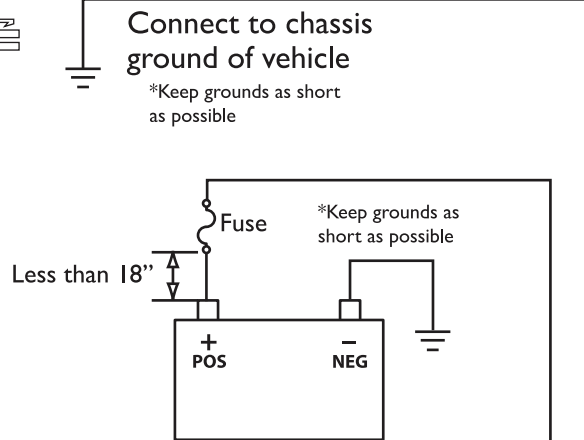 Connect to chassis
ground of vehicle
*Keep grounds as short
as possible
Fuse
*Keep grounds as
short as possible
Less than 18”
+
−
POS
NEG